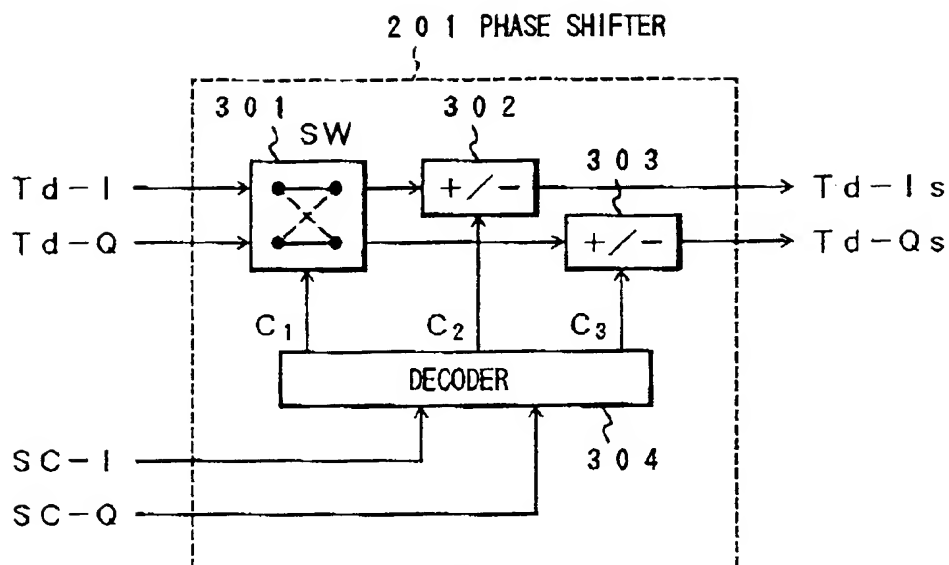 201 PHASE SHIFTER
301
SW
302
303
Td-I
+/-
Td-Is
Td-Q
+/-
Td-Qs
C1
C2
C3
DECODER
304
SC-I
SC-Q